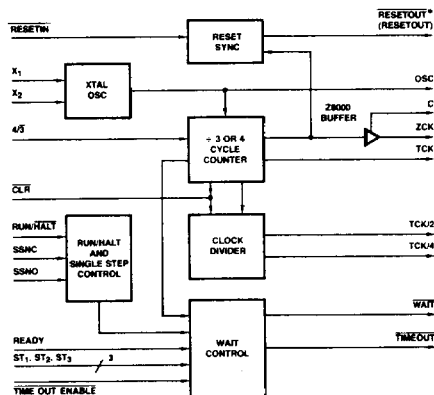 RESETIN
RESET
SYNC
RESETOUT*
(RESETOUT)
X1
X2
XTAL
OSC
OSC
Z8000
BUFFER
C
ZCK
4/3
÷ 3 OR 4
CYCLE
COUNTER
TCK
CLR
RUN/HALT
SSNC
SSNO
RUN/HALT
AND
SINGLE STEP
CONTROL
CLOCK
DIVIDER
TCK/2
TCK/4
READY
ST1, ST2, ST3
3
TIME OUT ENABLE
WAIT
CONTROL
WAIT
TIMEOUT